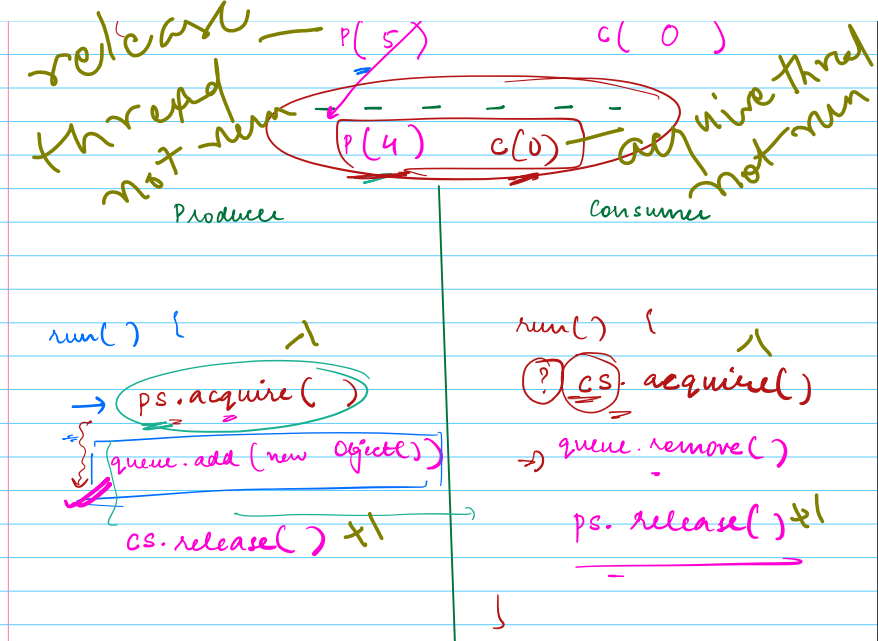 release — P(5) C(0)
thread not run
P(4) C(0) — acquire thread not run
Producer Consumer
run() {
-1
ps.acquire( )
queue.add(new Object())
cs.release() +1
run() {
-1
? cs.acquire()
queue.remove()
ps.release() +1
}